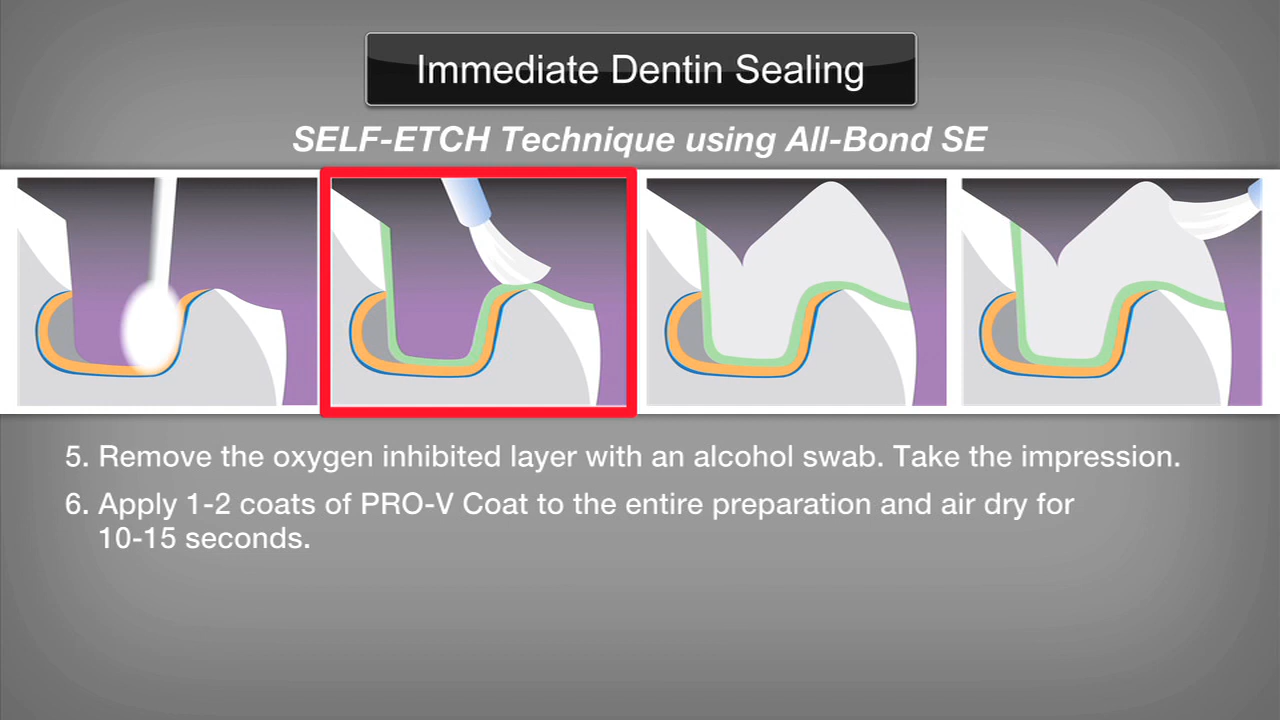 Immediate Dentin Sealing
SELF-ETCH Technique using All-Bond SE
5. Remove the oxygen inhibited layer with an alcohol swab. Take the impression.
6. Apply 1-2 coats of PRO-V Coat to the entire preparation and air dry for
10-15 seconds.